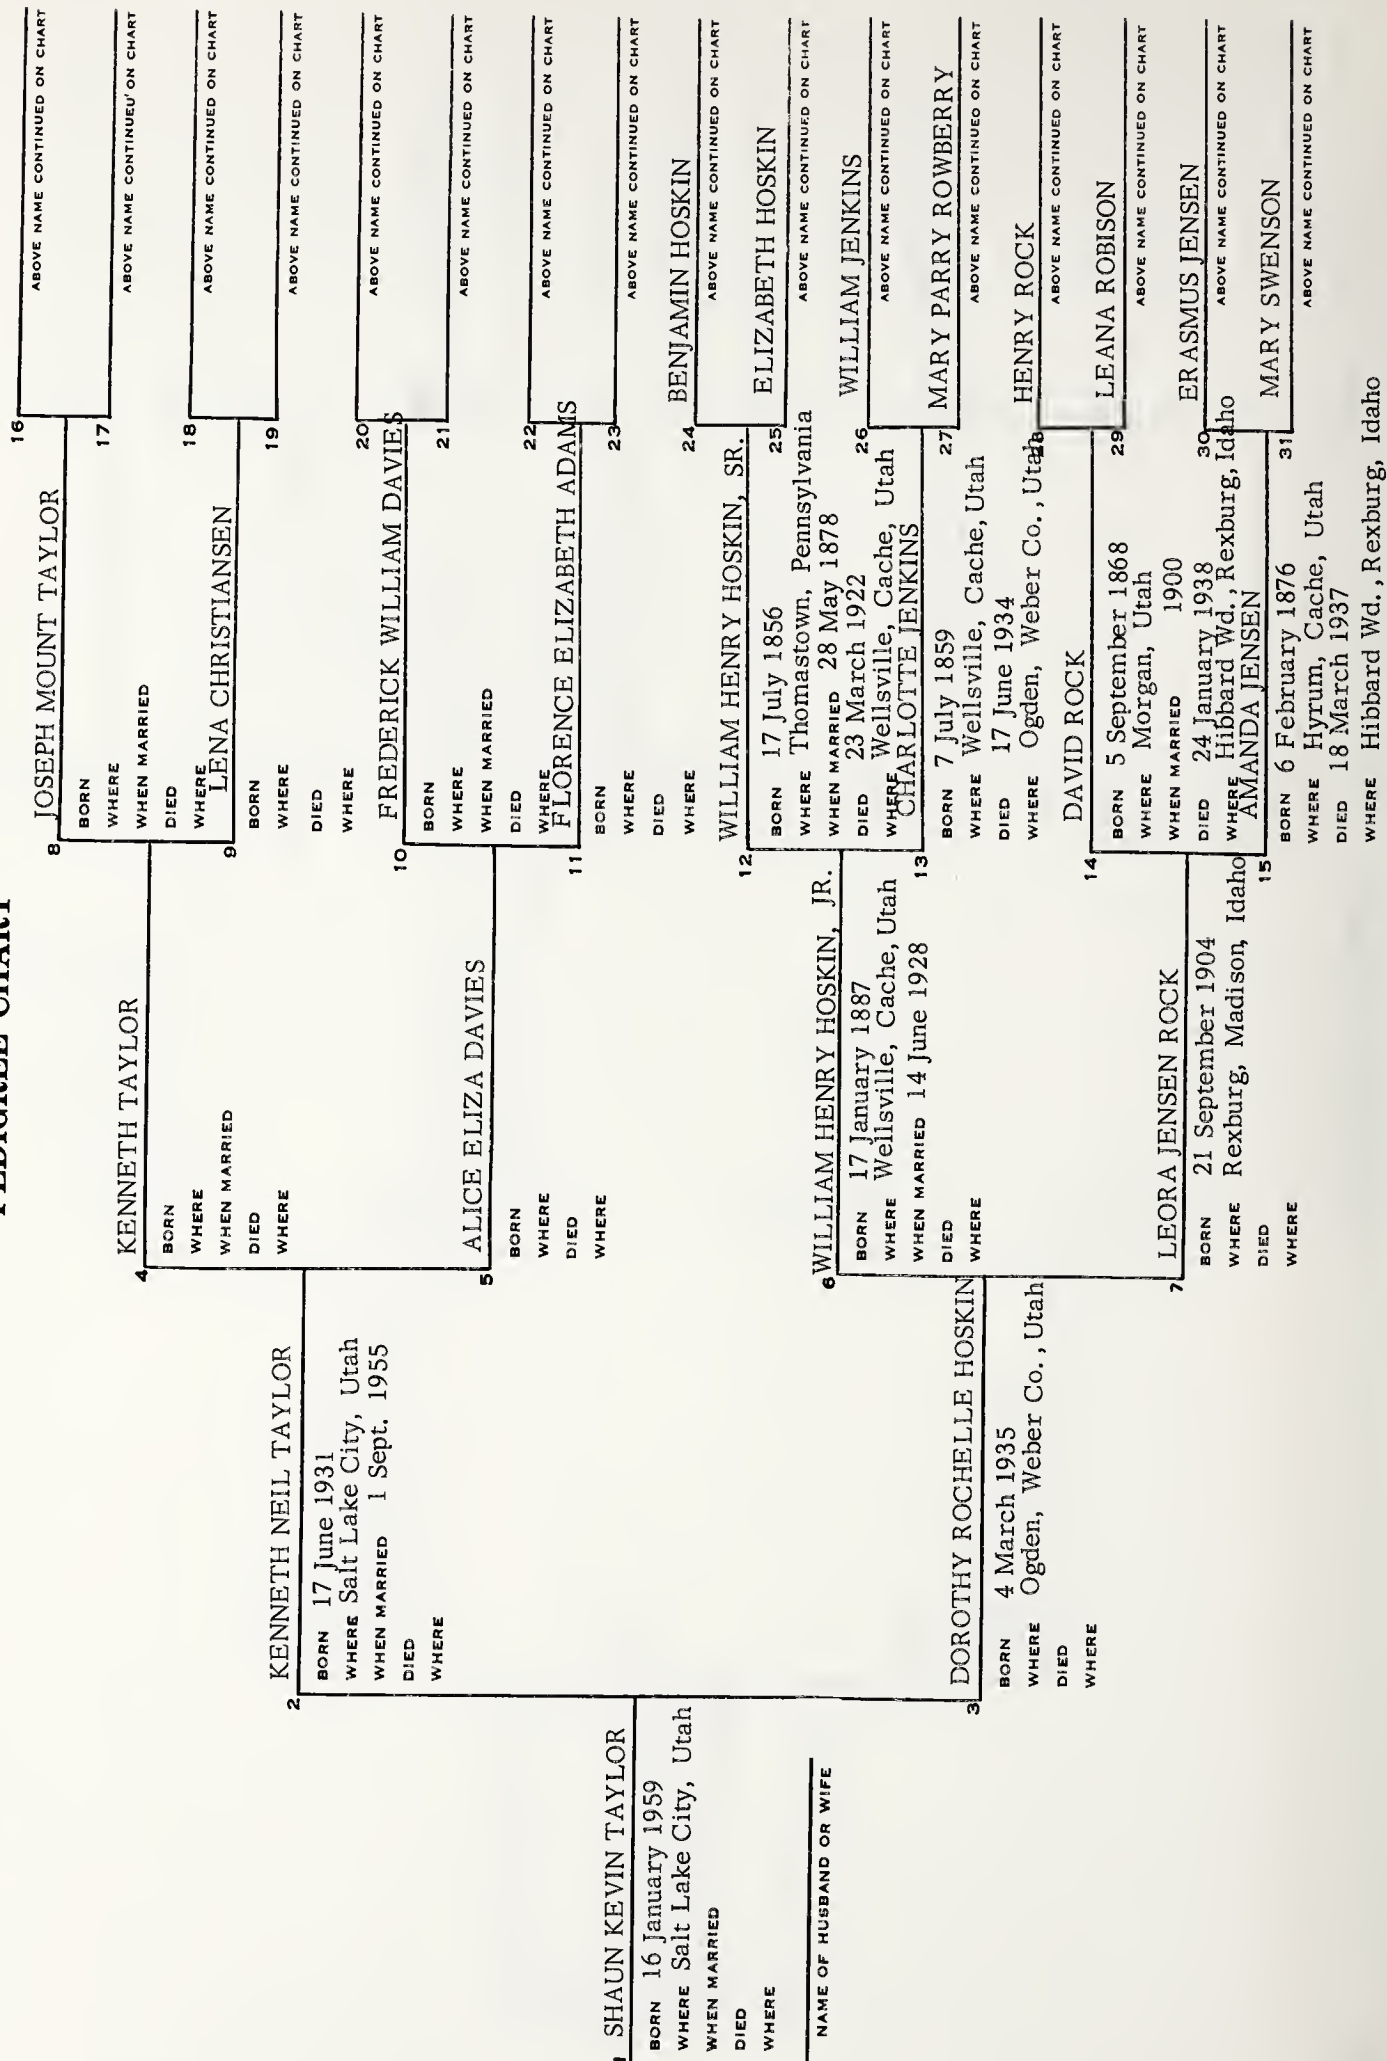 PEDIGREE CHART
SHAUN KEVIN TAYLOR
BORN 16 January 1959
WHERE Salt Lake City, Utah
WHEN MARRIED
DIED
WHERE
NAME OF HUSBAND OR WIFE
2
KENNETH NEIL TAYLOR
BORN 17 June 1931
WHERE Salt Lake City, Utah
WHEN MARRIED 1 Sept. 1955
DIED
WHERE
3
DOROTHY ROCHELLE HOSKIN
BORN 4 March 1935
WHERE Ogden, Weber Co., Utah
DIED
WHERE
4
KENNETH TAYLOR
BORN
WHERE
WHEN MARRIED
DIED
WHERE
5
ALICE ELIZA DAVIES
BORN
WHERE
DIED
WHERE
6
WILLIAM HENRY HOSKIN, JR.
BORN 17 January 1887
WHERE Wellsville, Cache, Utah
WHEN MARRIED 14 June 1928
DIED
WHERE
7
LEORA JENSEN ROCK
BORN 21 September 1904
WHERE Rexburg, Madison, Idaho
DIED
WHERE
8
JOSEPH MOUNT TAYLOR
BORN
WHERE
WHEN MARRIED
DIED
WHERE
9
LENA CHRISTIANSEN
BORN
WHERE
DIED
WHERE
10
FREDERICK WILLIAM DAVIES
BORN
WHERE
WHEN MARRIED
DIED
WHERE
11
FLORENCE ELIZABETH ADAMS
BORN
WHERE
DIED
WHERE
12
WILLIAM HENRY HOSKIN, SR.
BORN 17 July 1856
WHERE Thomastown, Pennsylvania
WHEN MARRIED 28 May 1878
DIED 23 March 1922
WHERE Wellsville, Cache, Utah
13
CHARLOTTE JENKINS
BORN 7 July 1859
WHERE Wellsville, Cache, Utah
DIED 17 June 1934
WHERE Ogden, Weber Co., Utah
14
DAVID ROCK
BORN 5 September 1868
WHERE Morgan, Utah
WHEN MARRIED 1900
DIED 24 January 1938
WHERE Hibbard Wd., Rexburg, Idaho
15
AMANDA JENSEN
BORN 6 February 1876
WHERE Hyrum, Cache, Utah
DIED 18 March 1937
WHERE Hibbard Wd., Rexburg, Idaho
16
ABOVE NAME CONTINUED ON CHART
17
ABOVE NAME CONTINUED ON CHART
18
ABOVE NAME CONTINUED ON CHART
19
ABOVE NAME CONTINUED ON CHART
20
ABOVE NAME CONTINUED ON CHART
21
ABOVE NAME CONTINUED ON CHART
22
ABOVE NAME CONTINUED ON CHART
23
ABOVE NAME CONTINUED ON CHART
24
BENJAMIN HOSKIN
ABOVE NAME CONTINUED ON CHART
25
ELIZABETH HOSKIN
ABOVE NAME CONTINUED ON CHART
26
WILLIAM JENKINS
ABOVE NAME CONTINUED ON CHART
27
MARY PARRY ROWBERRY
ABOVE NAME CONTINUED ON CHART
28
HENRY ROCK
ABOVE NAME CONTINUED ON CHART
29
LEANA ROBISON
ABOVE NAME CONTINUED ON CHART
30
ERASMUS JENSEN
ABOVE NAME CONTINUED ON CHART
31
MARY SWENSON
ABOVE NAME CONTINUED ON CHART